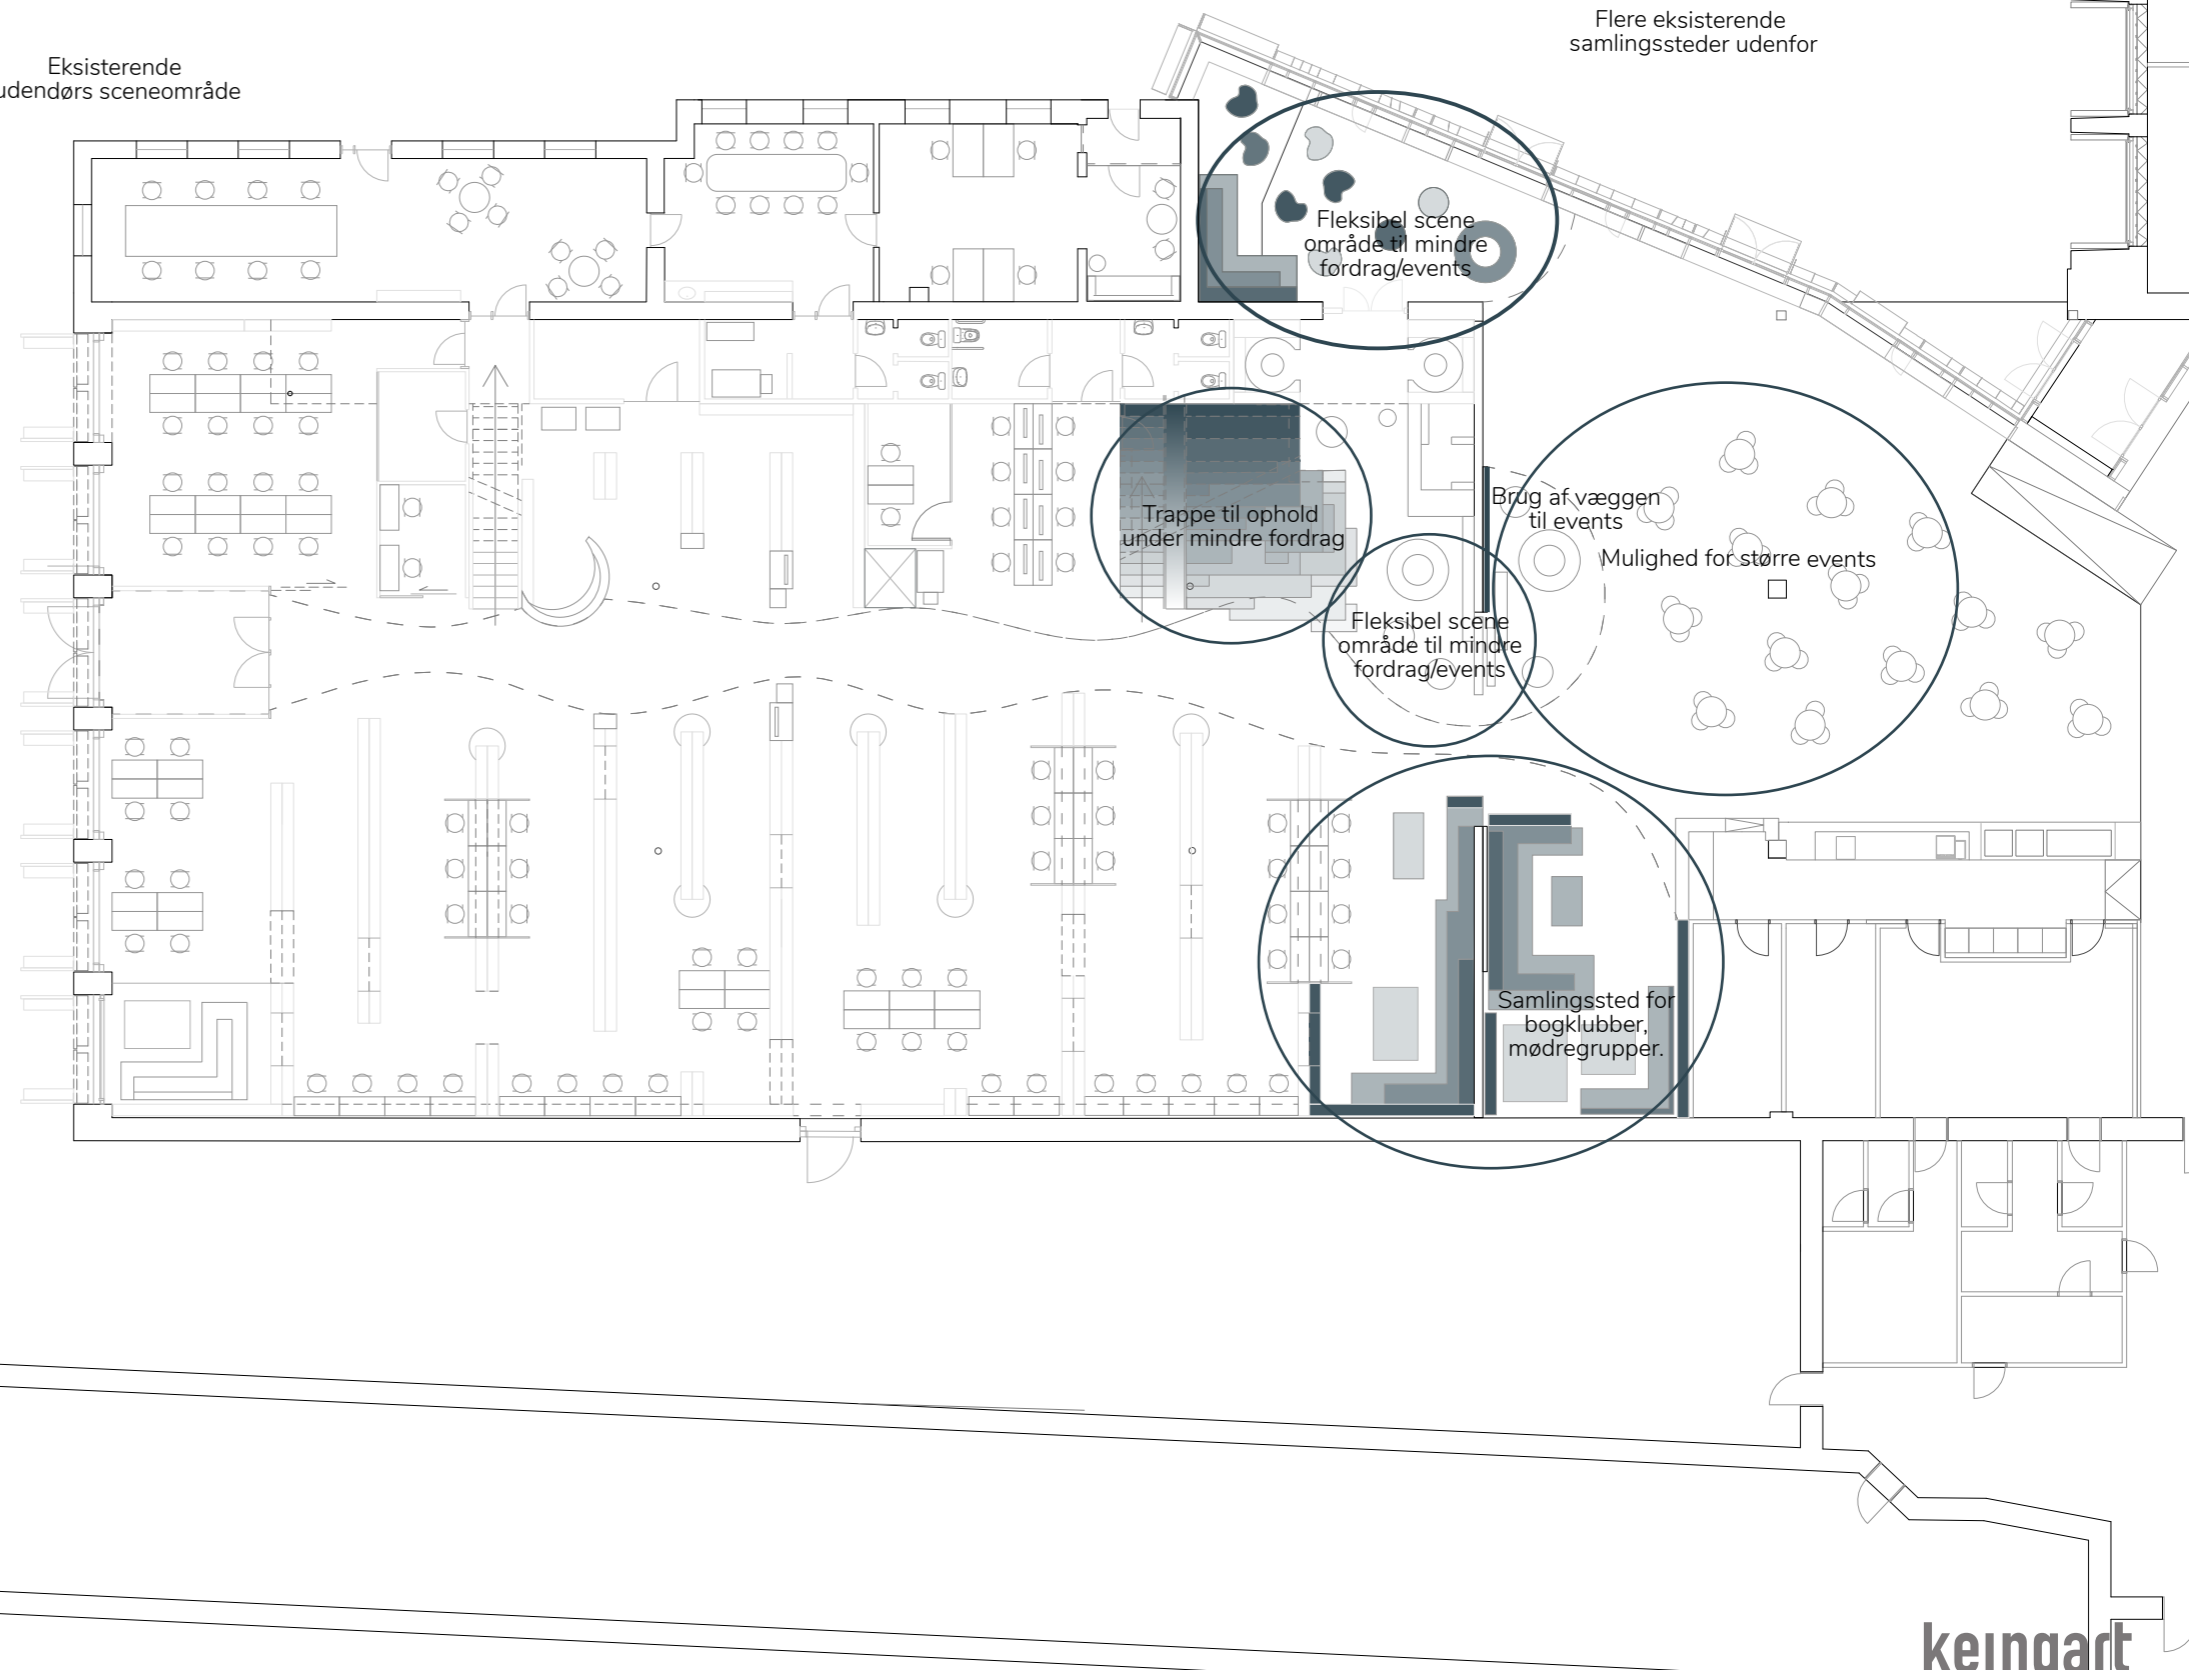 Flere eksisterende
samlingssteder udenfor
Eksisterende
udendørs sceneområde
Fleksibel scene
område til mindre
fordrag/events
Brug af væggen
til events
Trappe til ophold
under mindre fordrag
Mulighed for større events
Fleksibel scene
område til mindre
fordrag/events
Samlingssted for
bogklubber,
mødregrupper.
keingart